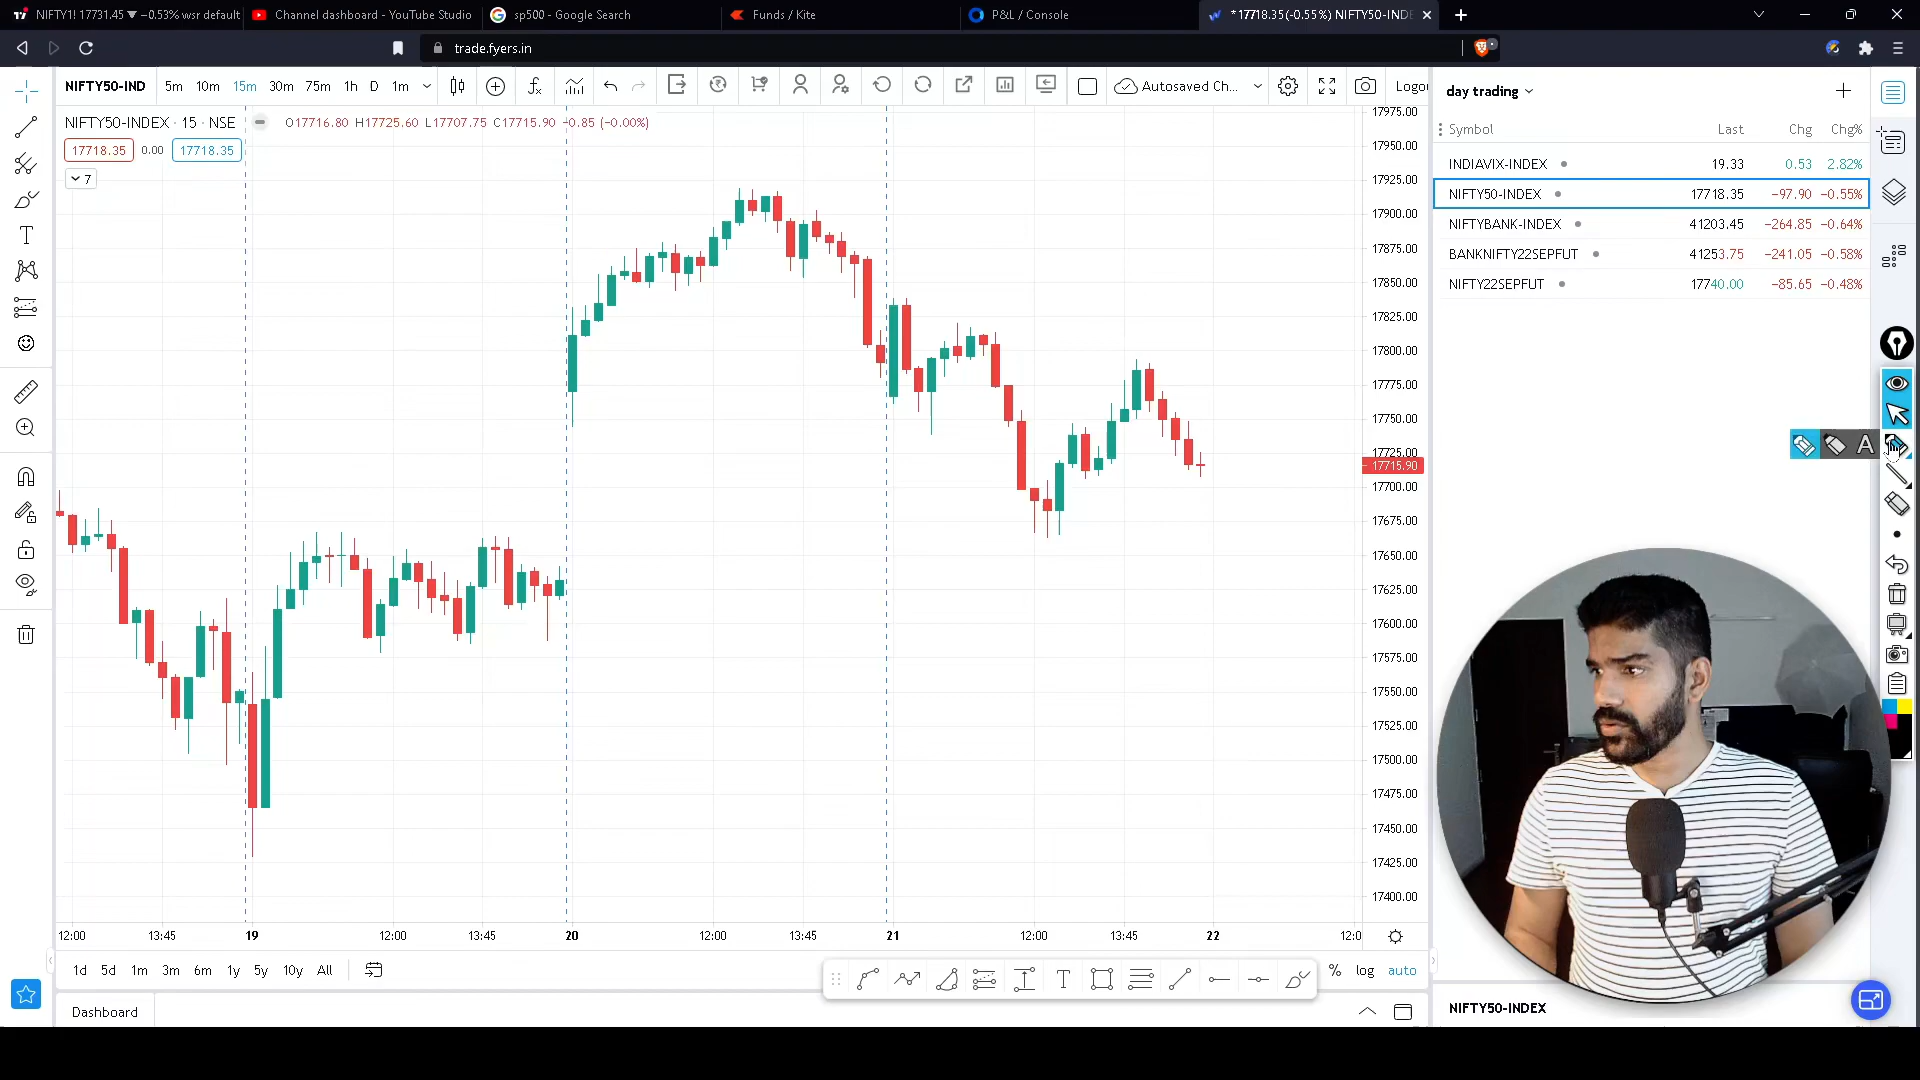 NIFTY1! 17731.45 ▼ −0.53% wsr default
Channel dashboard - YouTube Studio
sp500 - Google Search
Funds / Kite
P&L / Console
*17718.35(-0.55%) NIFTY50-INDE
trade.fyers.in
NIFTY50-IND 5m 10m 15m 30m 75m 1h D 1m Autosaved Ch... Logou
NIFTY50-INDEX · 15 · NSE O17716.80 H17725.60 L17707.75 C17715.90 −0.85 (−0.00%)
17718.35 0.00 17718.35
7
17975.00
17950.00
17925.00
17900.00
17875.00
17850.00
17825.00
17800.00
17775.00
17750.00
17725.00
17715.90
17700.00
17675.00
17650.00
17625.00
17600.00
17575.00
17550.00
17525.00
17500.00
17475.00
17450.00
17425.00
17400.00
12:00 13:45 19 12:00 13:45 20 12:00 13:45 21 12:00 13:45 22 12:0
1d 5d 1m 3m 6m 1y 5y 10y All
T
% log auto
Dashboard
day trading
Symbol Last Chg Chg%
INDIAVIX-INDEX 19.33 0.53 2.82%
NIFTY50-INDEX 17718.35 −97.90 −0.55%
NIFTYBANK-INDEX 41203.45 −264.85 −0.64%
BANKNIFTY22SEPFUT 41253.75 −241.05 −0.58%
NIFTY22SEPFUT 17740.00 −85.65 −0.48%
A
NIFTY50-INDEX